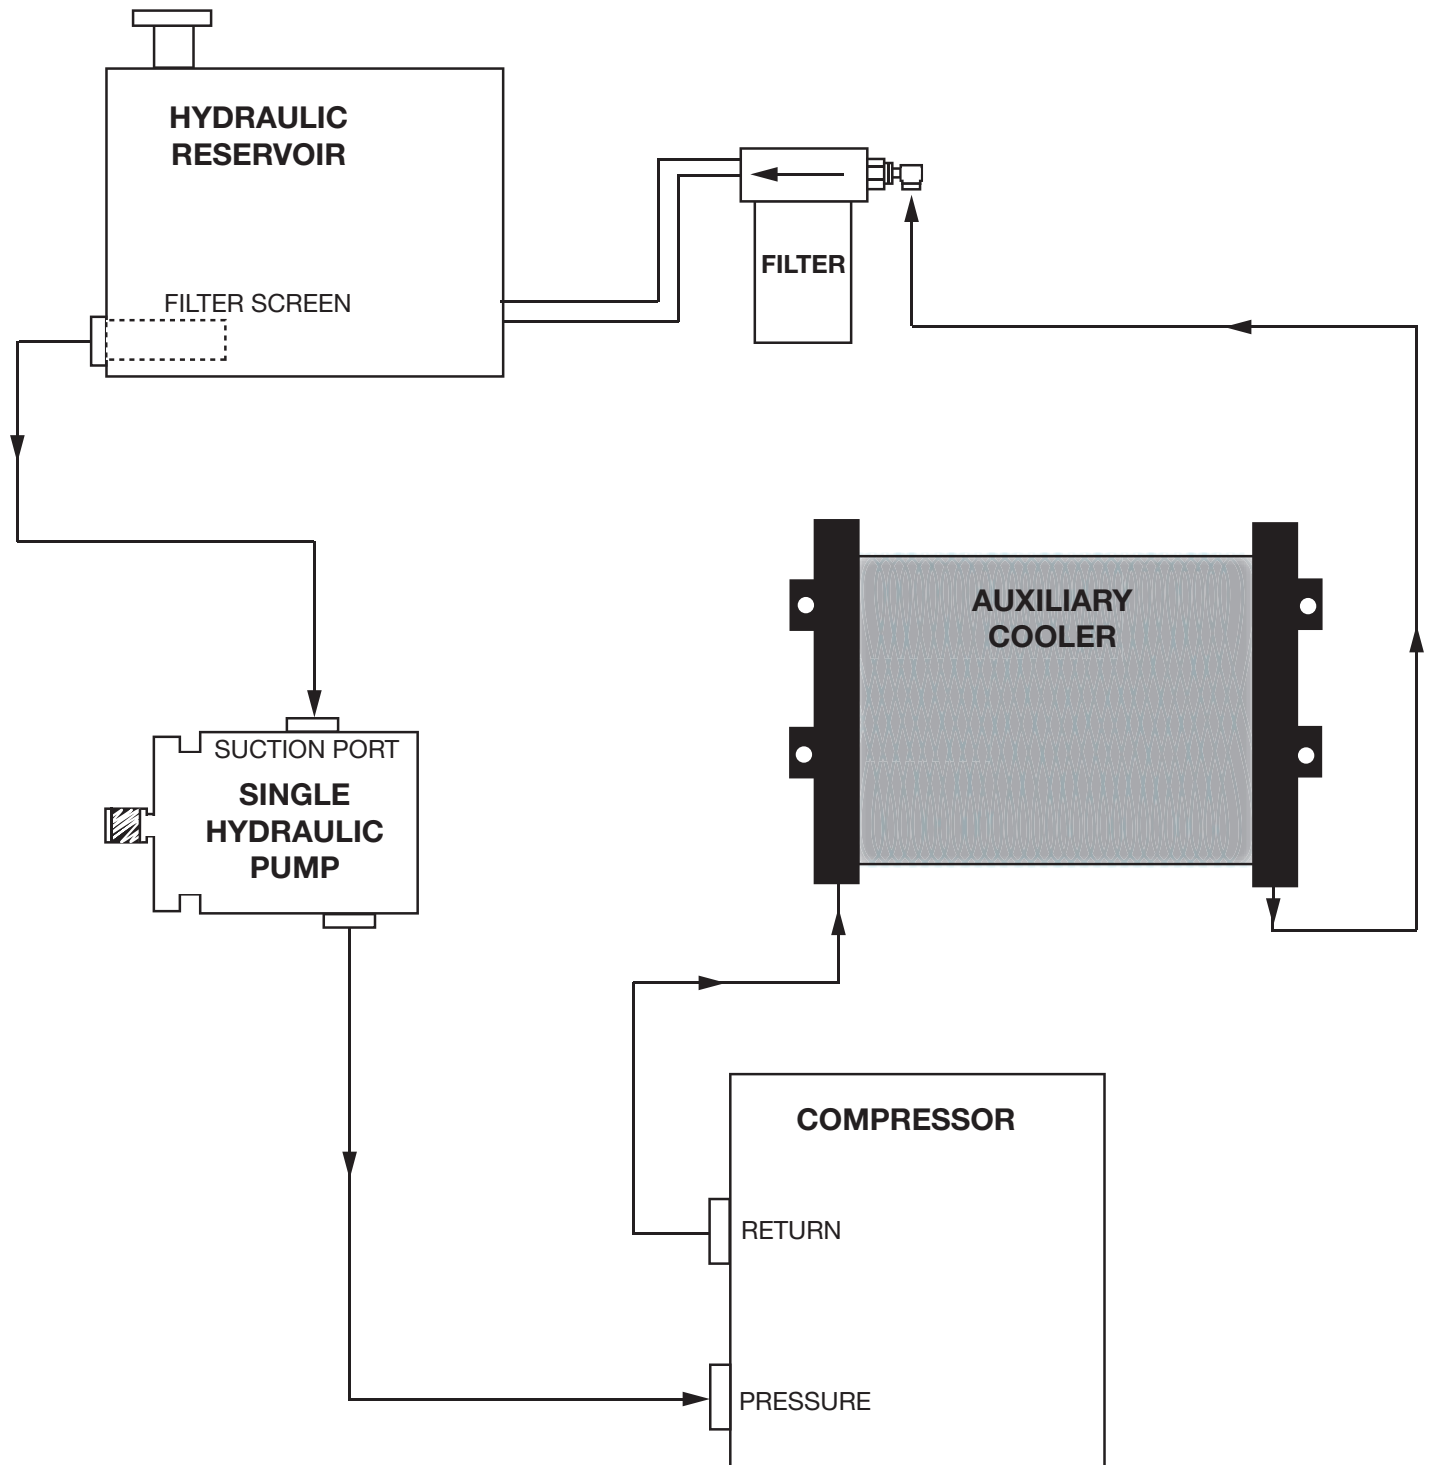 HYDRAULIC
RESERVOIR
FILTER SCREEN
FILTER
AUXILIARY
COOLER
SUCTION PORT
SINGLE
HYDRAULIC
PUMP
COMPRESSOR
RETURN
PRESSURE